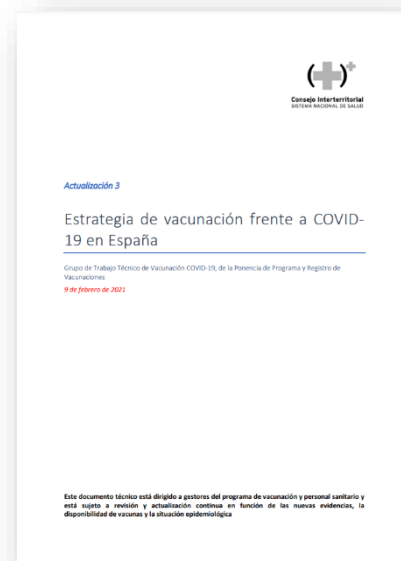 Consejo Interterritorial
SISTEMA NACIONAL DE SALUD
Actualización 3
Estrategia de vacunación frente a COVID-
19 en España
Grupo de Trabajo Técnico de Vacunación COVID-19, de la Ponencia de Programa y Registro de
Vacunaciones
9 de febrero de 2021
Este documento técnico está dirigido a gestores del programa de vacunación y personal sanitario y
está sujeto a revisión y actualización continua en función de las nuevas evidencias, la
disponibilidad de vacunas y la situación epidemiológica